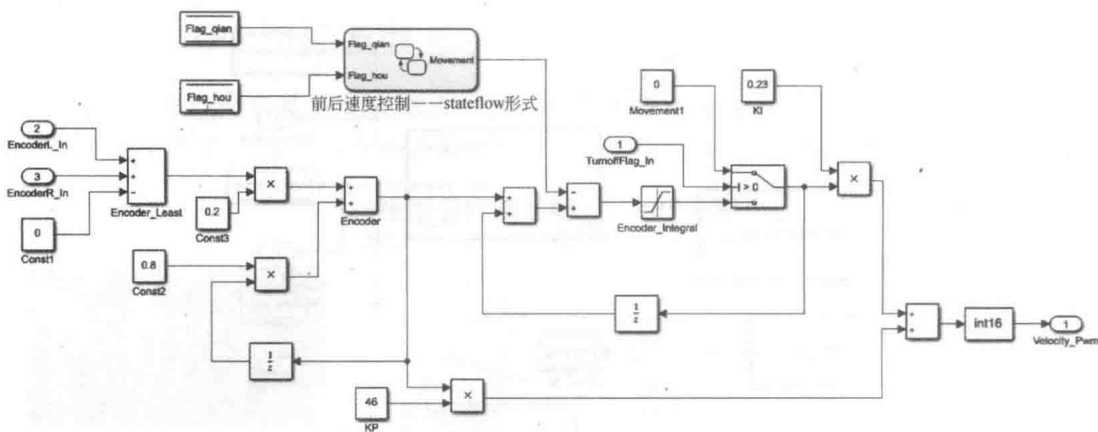 Flag_qian
Flag_qian
Movement
Flag_hou
Flag_hou
前后速度控制——stateflow形式
0
Movement1
0.23
KI
2
EncoderL_In
3
EncoderR_In
1
TurnoffFlag_In
+
+
-
Encoder_Least
×
+
+
Encoder
+
+
-
+
Encoder_Integral
> 0
×
0
Const1
0.2
Const3
0.8
Const2
×
1
z
1
z
46
KP
×
+
+
int16
1
Velocity_Pwm